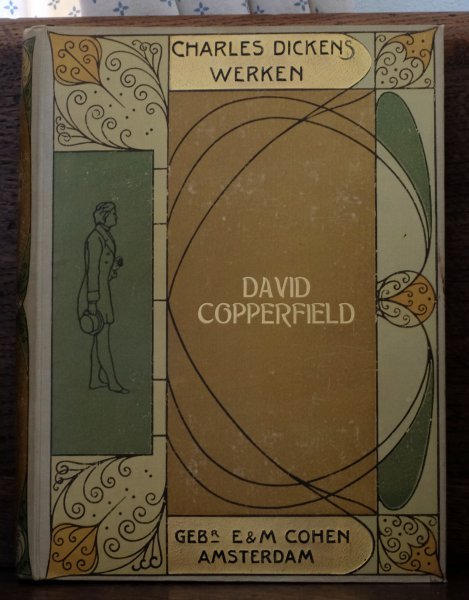 CHARLES DICKENS
WERKEN
DAVID
COPPERFIELD
GEBR. E & M COHEN
AMSTERDAM